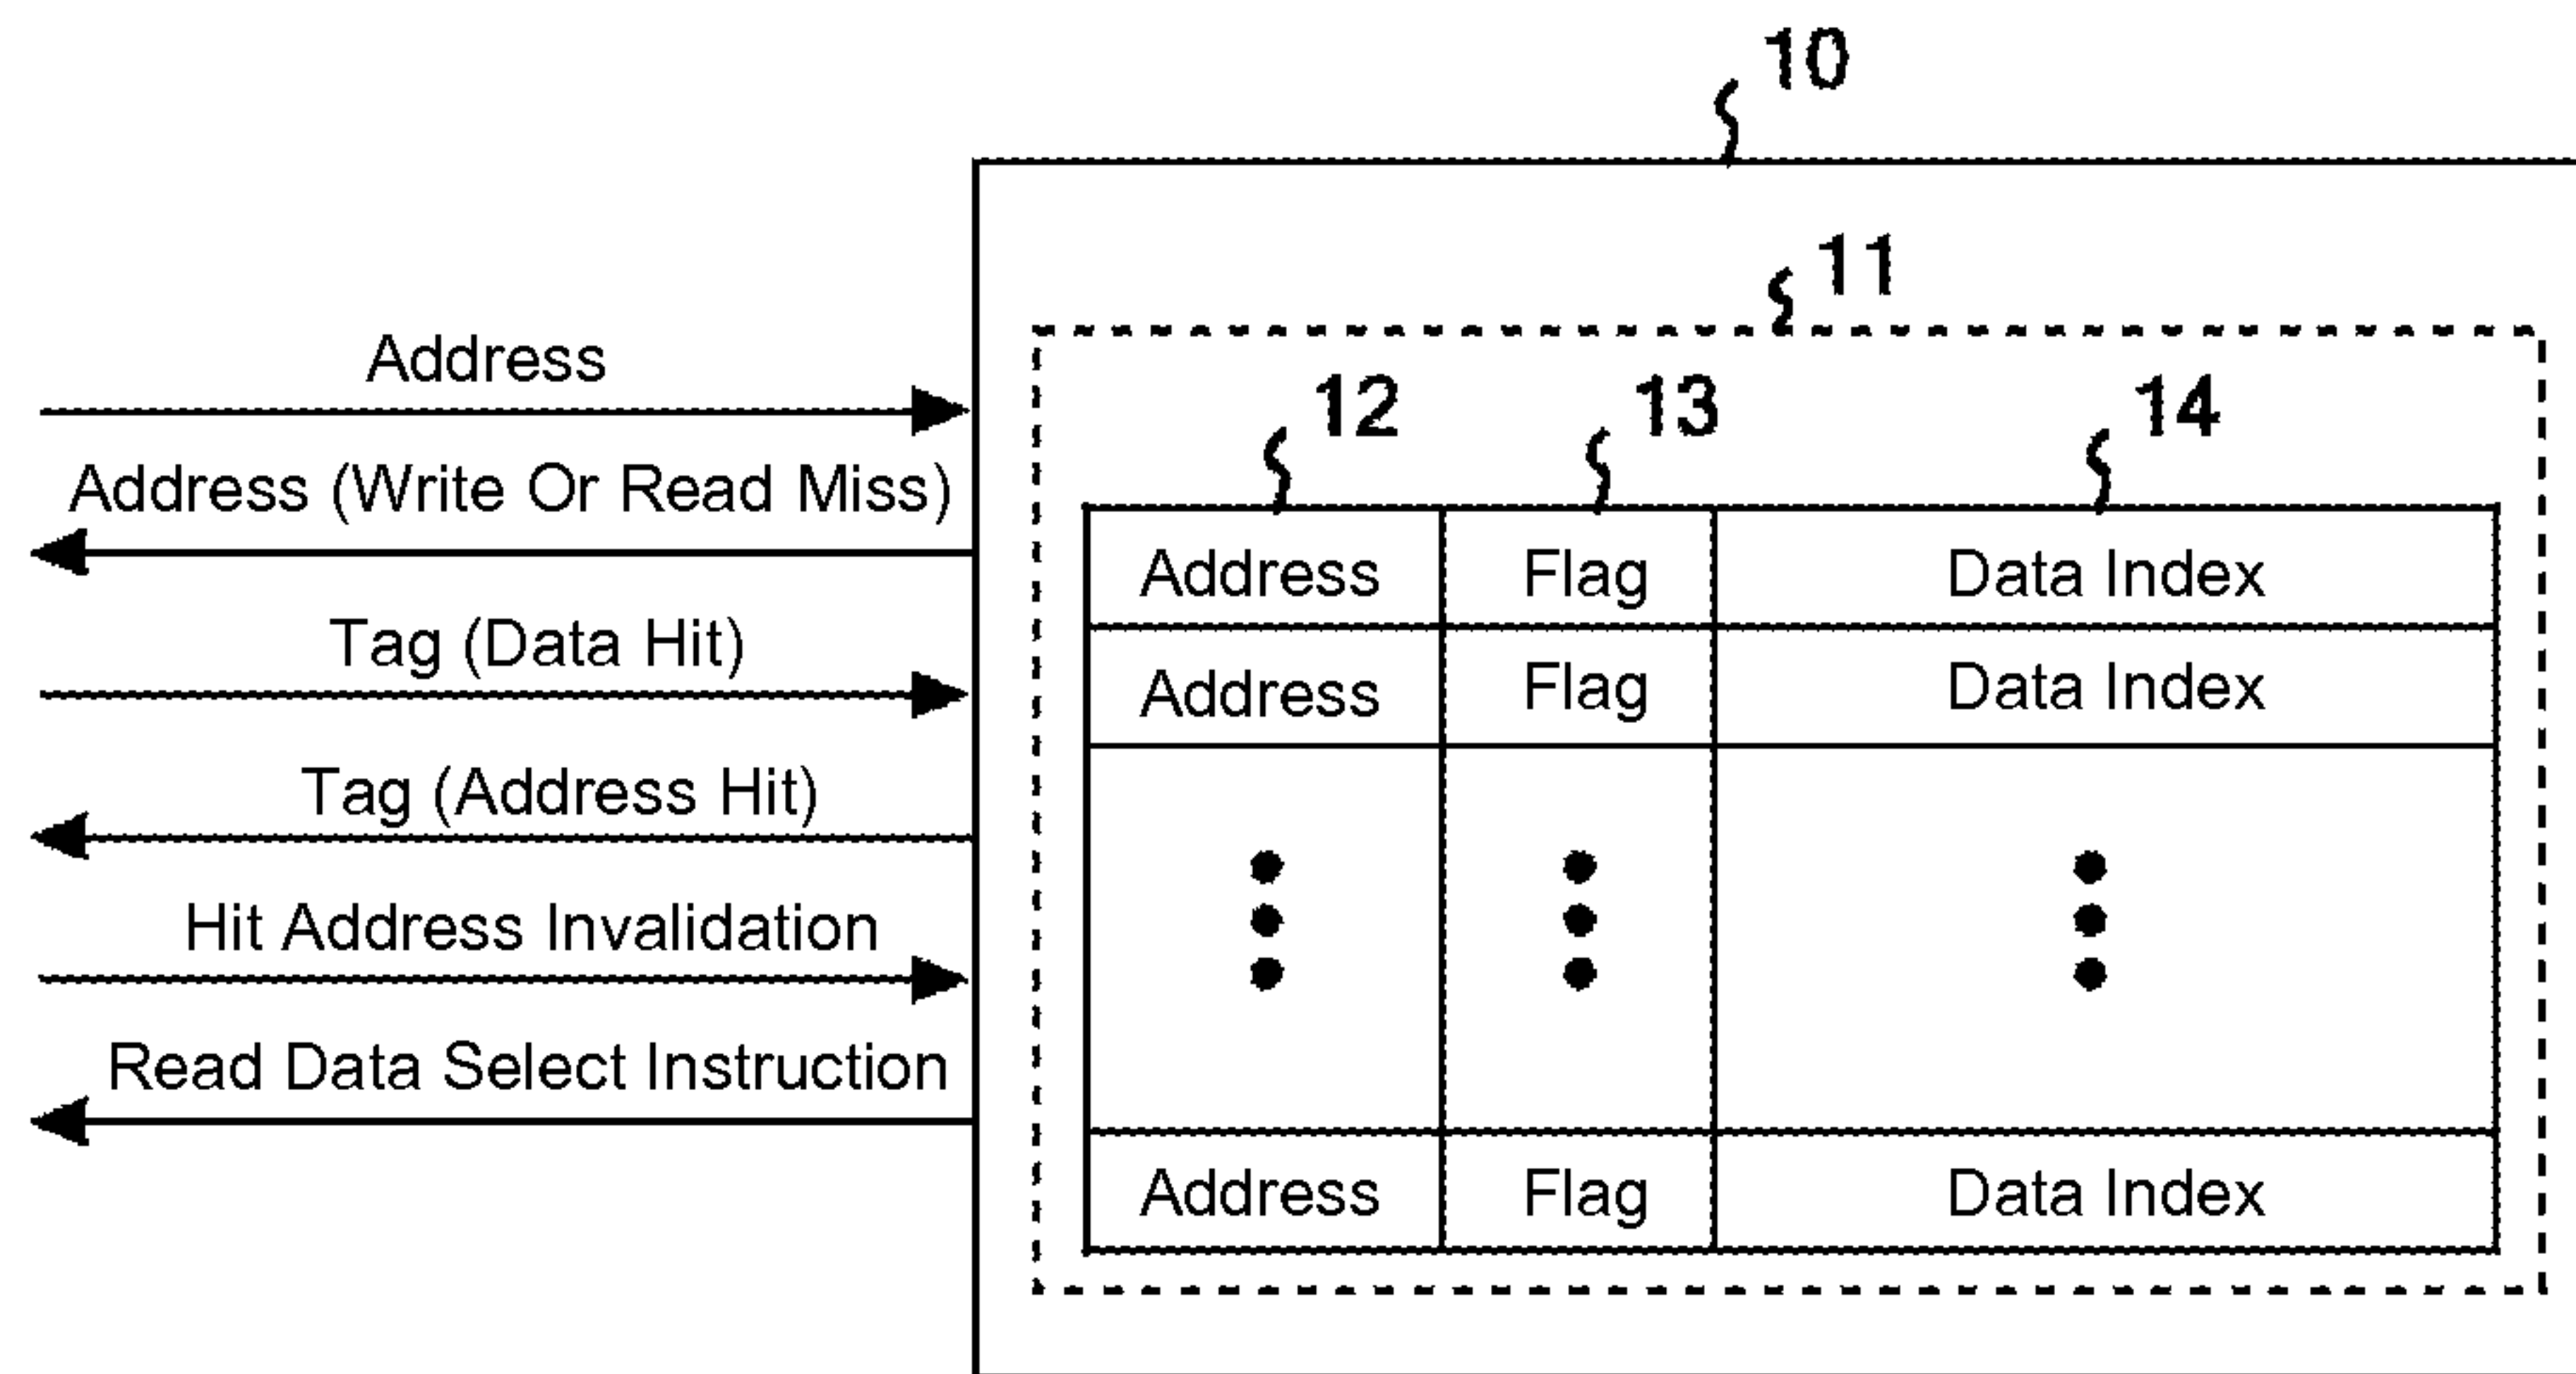 10
11
Address
12 13 14
Address (Write Or Read Miss)
Address Flag Data Index
Tag (Data Hit)
Address Flag Data Index
Tag (Address Hit)
Hit Address Invalidation
Read Data Select Instruction
Address Flag Data Index